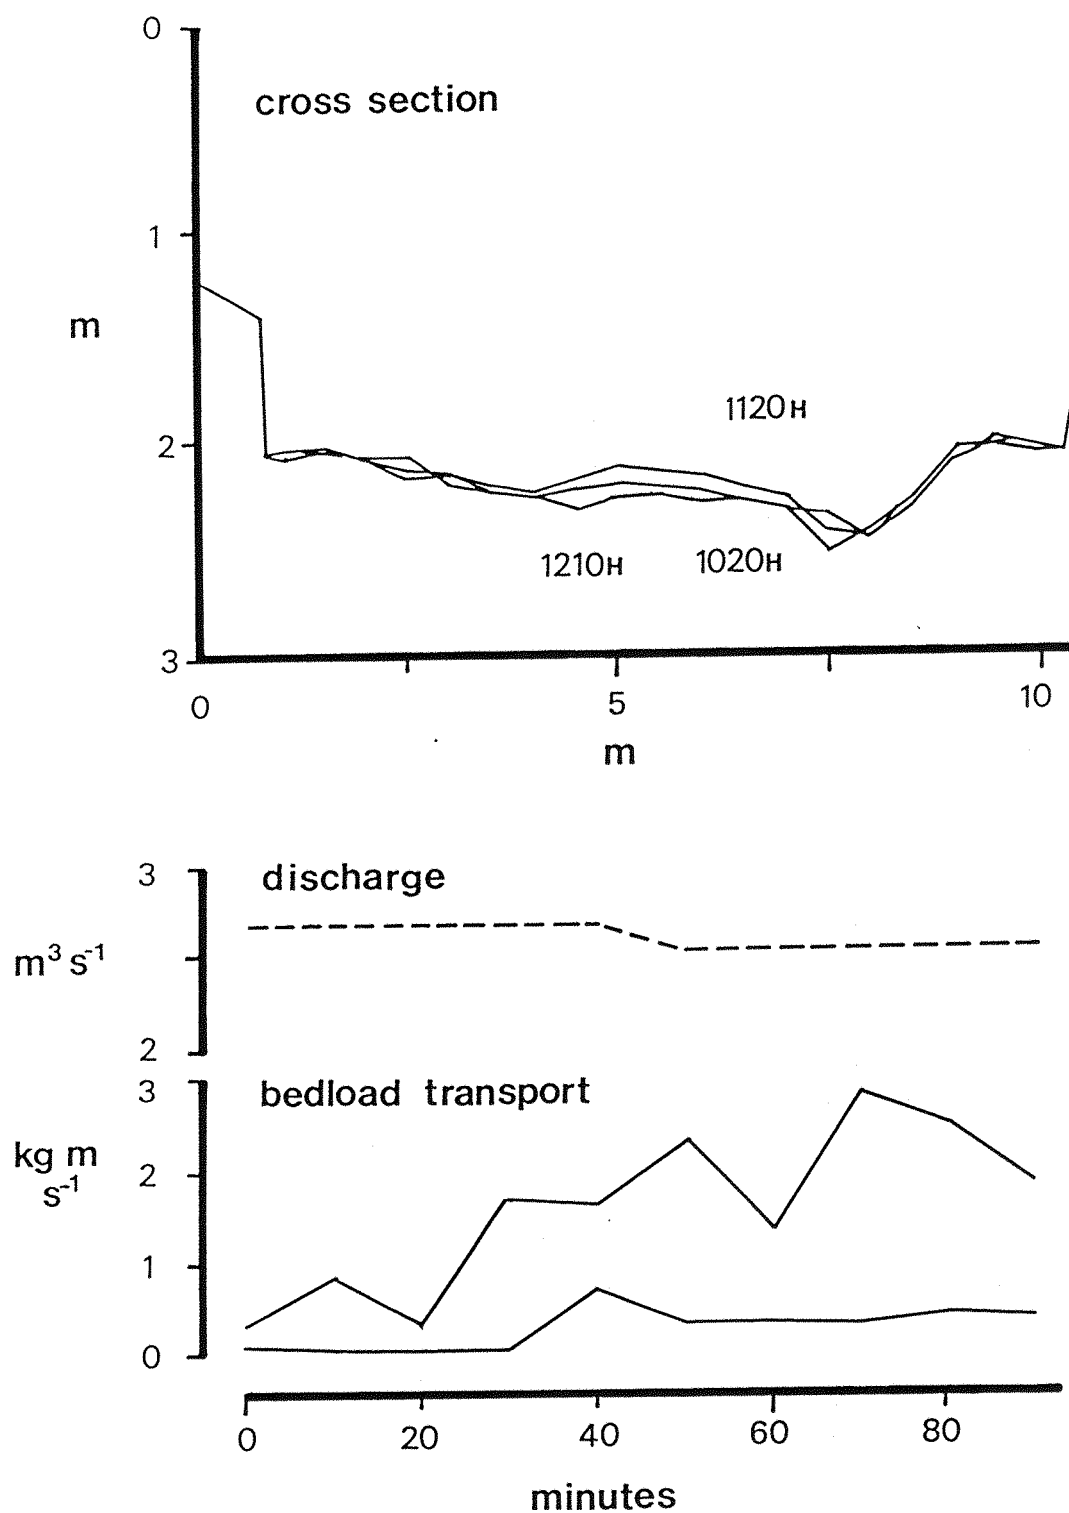 0
cross section
1
m
1120H
2
1210H 1020H
3
0 5 10
m
3
discharge
m³ s⁻¹
2
3
bedload transport
kg m
s⁻¹
2
1
0
0 20 40 60 80
minutes